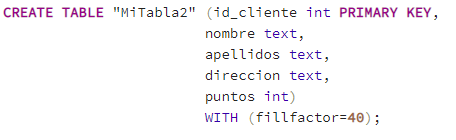 CREATE TABLE "MiTabla2" (id_cliente int PRIMARY KEY,
nombre text,
apellidos text,
direccion text,
puntos int)
WITH (fillfactor=40);